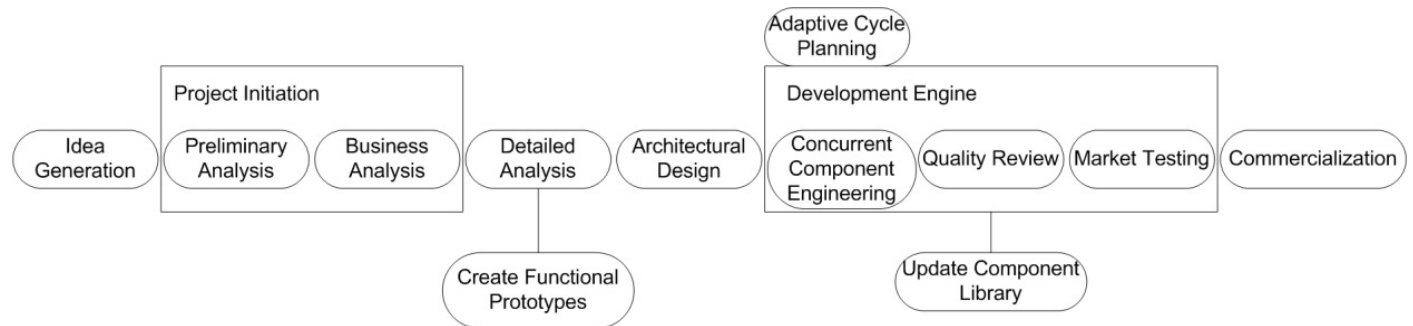 Adaptive Cycle
Planning
Project Initiation
Development Engine
Idea
Generation
Preliminary
Analysis
Business
Analysis
Detailed
Analysis
Architectural
Design
Concurrent
Component
Engineering
Quality Review
Market Testing
Commercialization
Create Functional
Prototypes
Update Component
Library